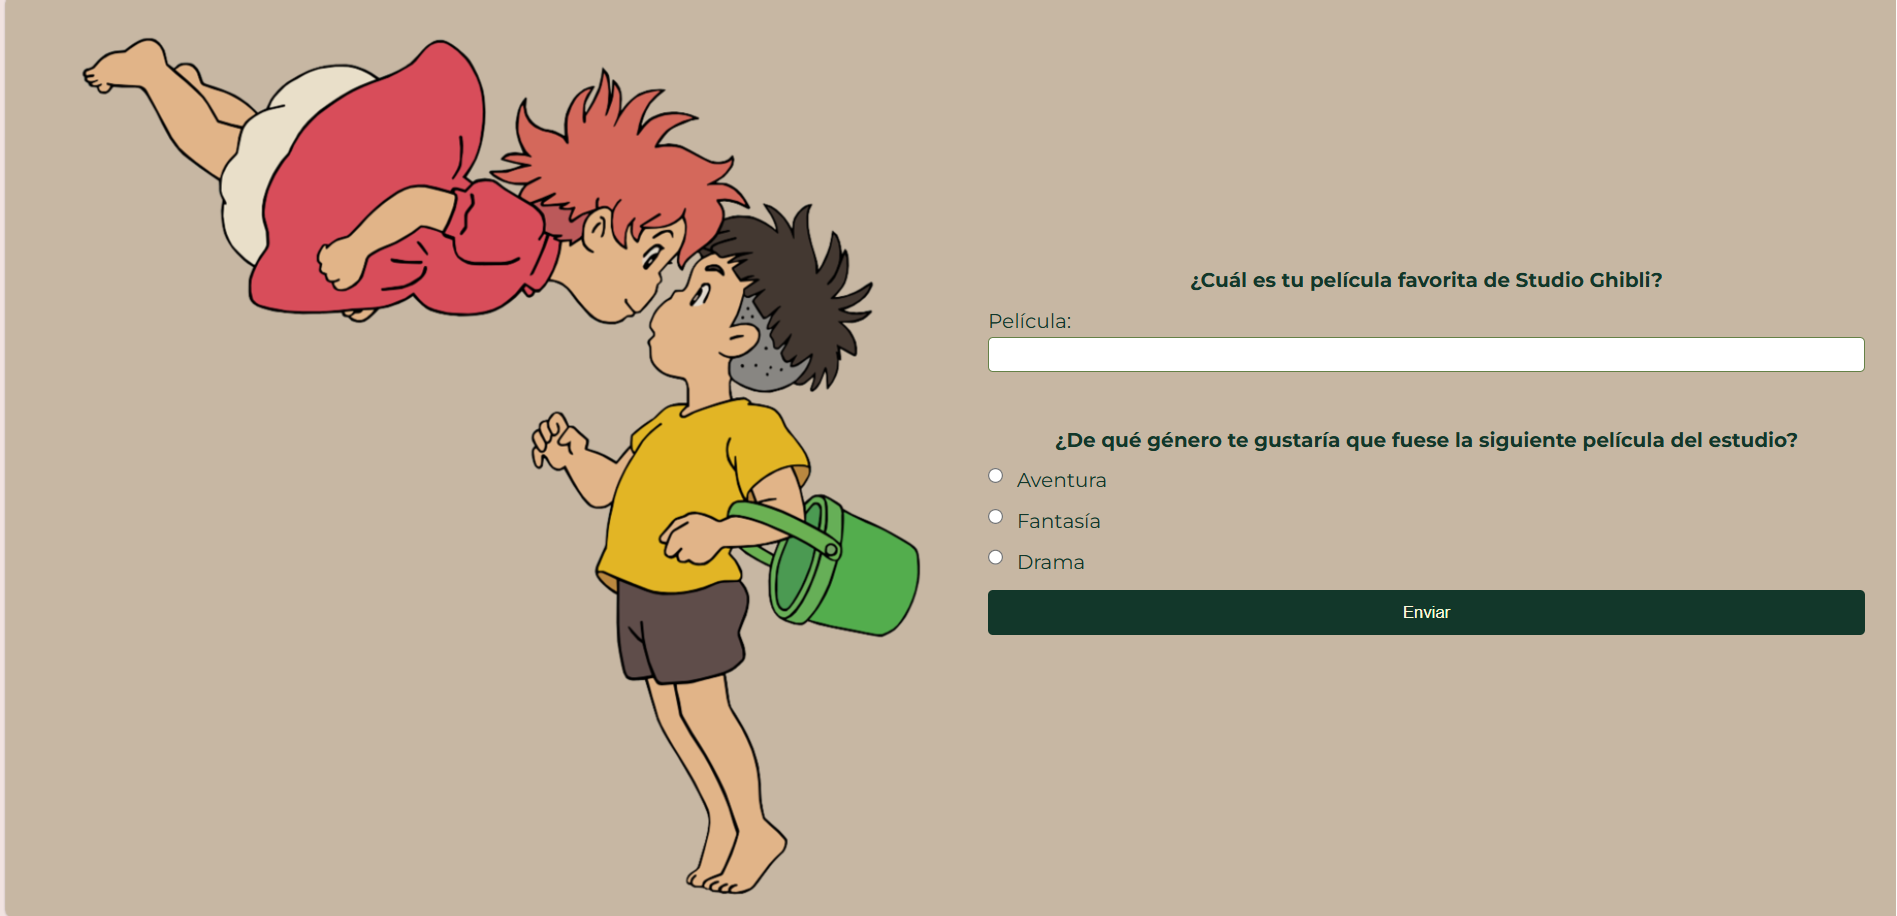 ¿Cuál es tu película favorita de Studio Ghibli?
Película:
¿De qué género te gustaría que fuese la siguiente película del estudio?
Aventura
Fantasía
Drama
Enviar